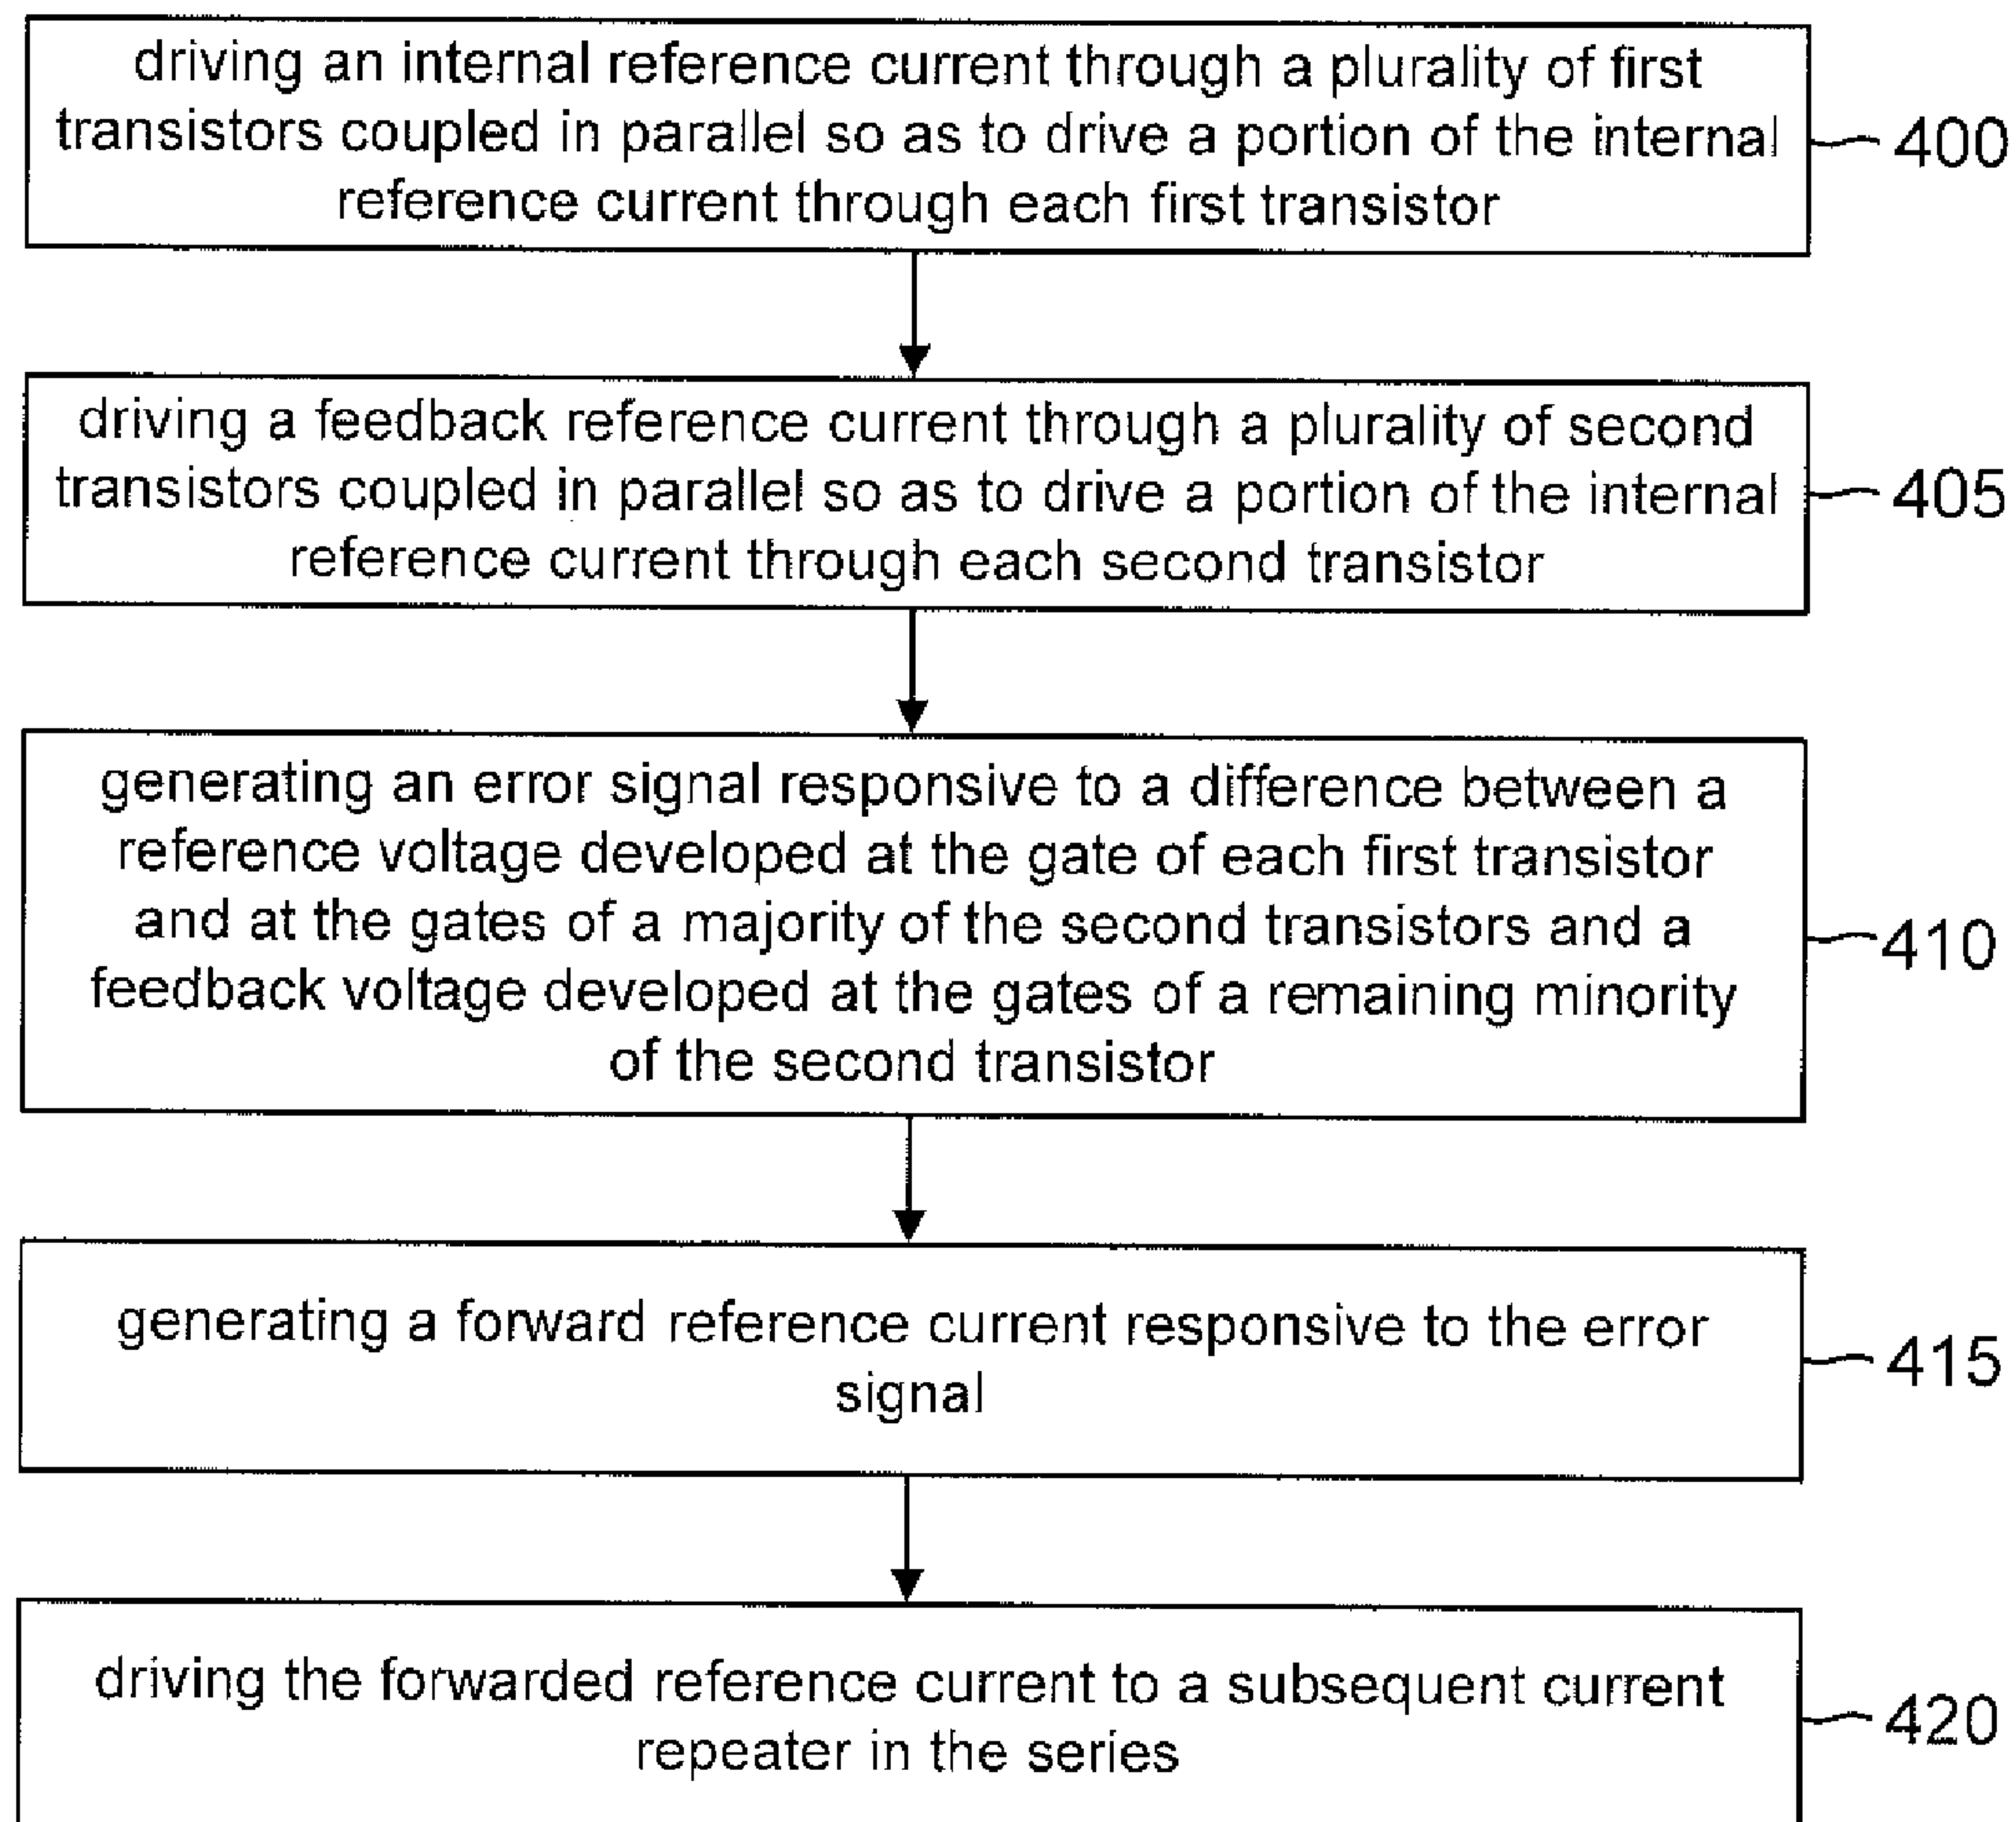 driving an internal reference current through a plurality of first
transistors coupled in parallel so as to drive a portion of the internal
reference current through each first transistor
400
driving a feedback reference current through a plurality of second
transistors coupled in parallel so as to drive a portion of the internal
reference current through each second transistor
405
generating an error signal responsive to a difference between a
reference voltage developed at the gate of each first transistor
and at the gates of a majority of the second transistors and a
feedback voltage developed at the gates of a remaining minority
of the second transistor
410
generating a forward reference current responsive to the error
signal
415
driving the forwarded reference current to a subsequent current
repeater in the series
420